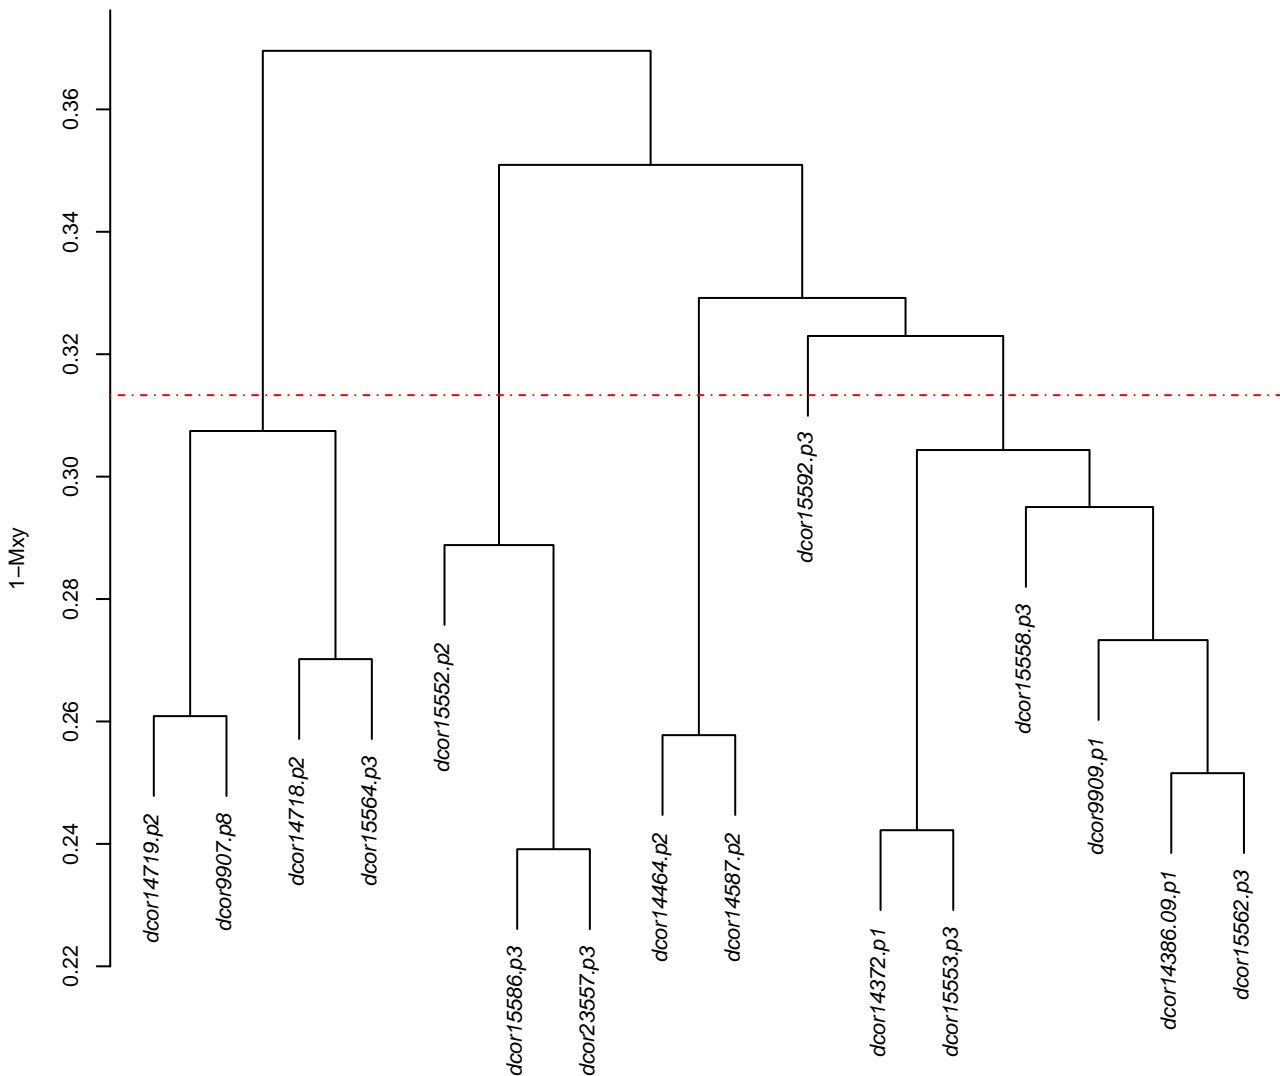 1−Mxy
0.36
0.34
0.32
0.30
0.28
0.26
0.24
0.22
dcor14719.p2
dcor9907.p8
dcor14718.p2
dcor15564.p3
dcor15552.p2
dcor15586.p3
dcor23557.p3
dcor14464.p2
dcor14587.p2
dcor15592.p3
dcor14372.p1
dcor15553.p3
dcor15558.p3
dcor9909.p1
dcor14386.09.p1
dcor15562.p3